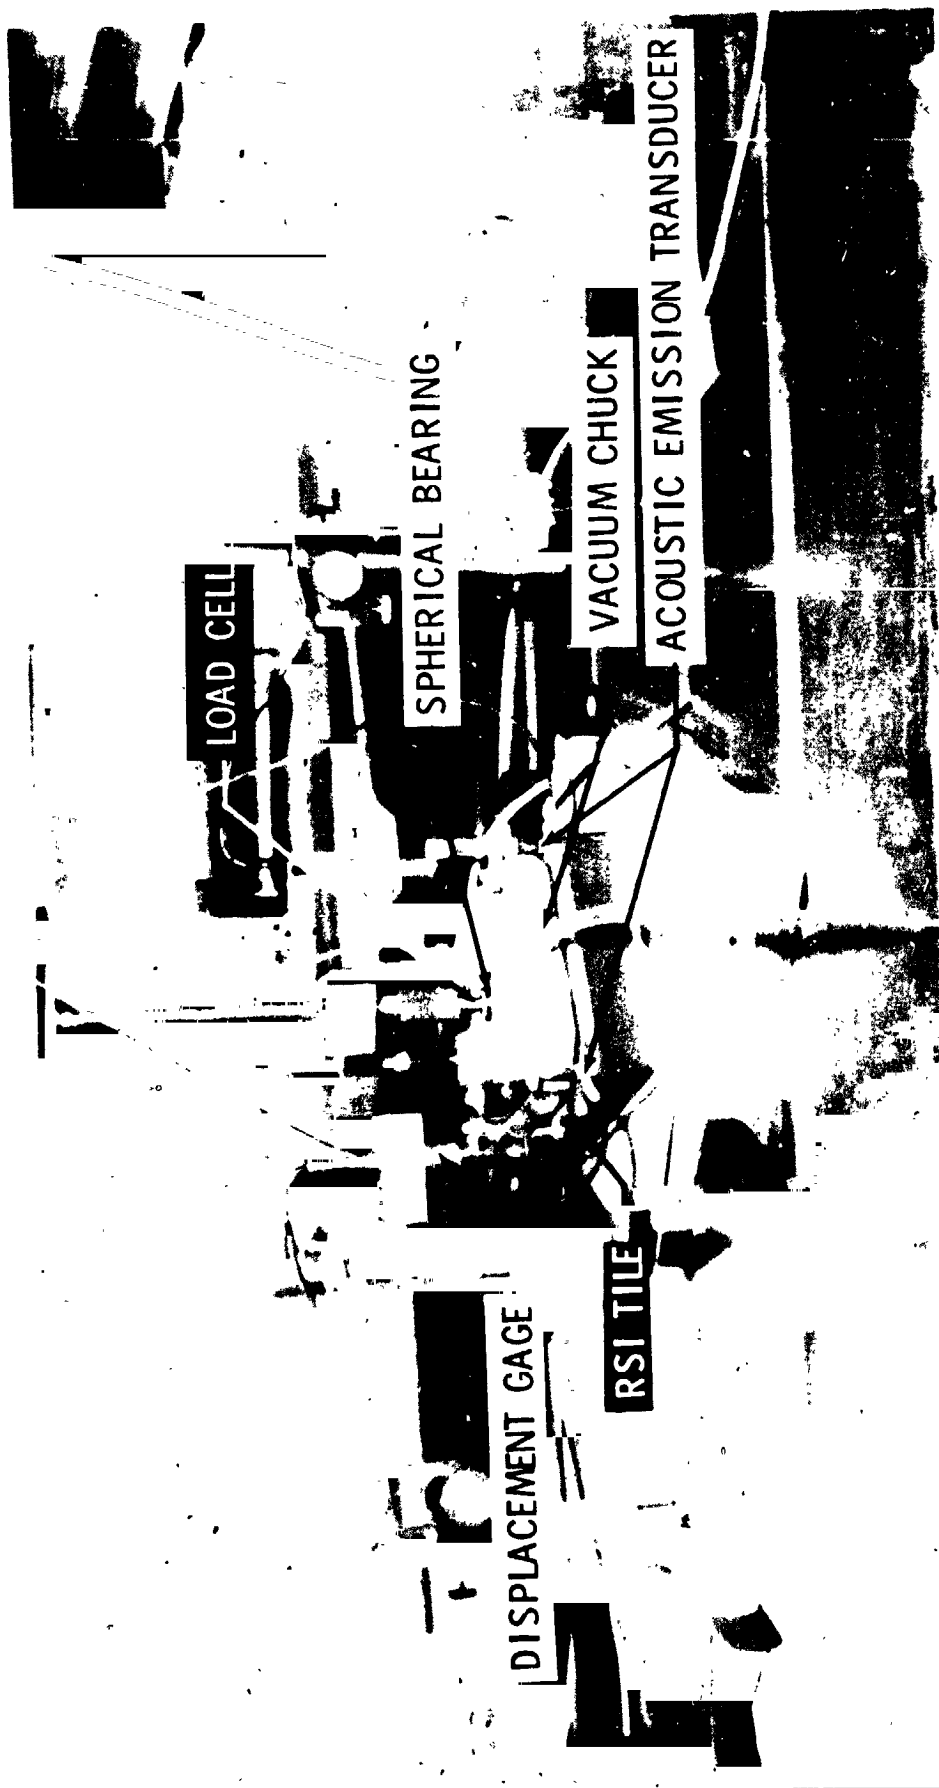 LOAD CELL
SPHERICAL BEARING
DISPLACEMENT GAGE
VACUUM CHUCK
RSI TILE
ACOUSTIC EMISSION TRANSDUCER